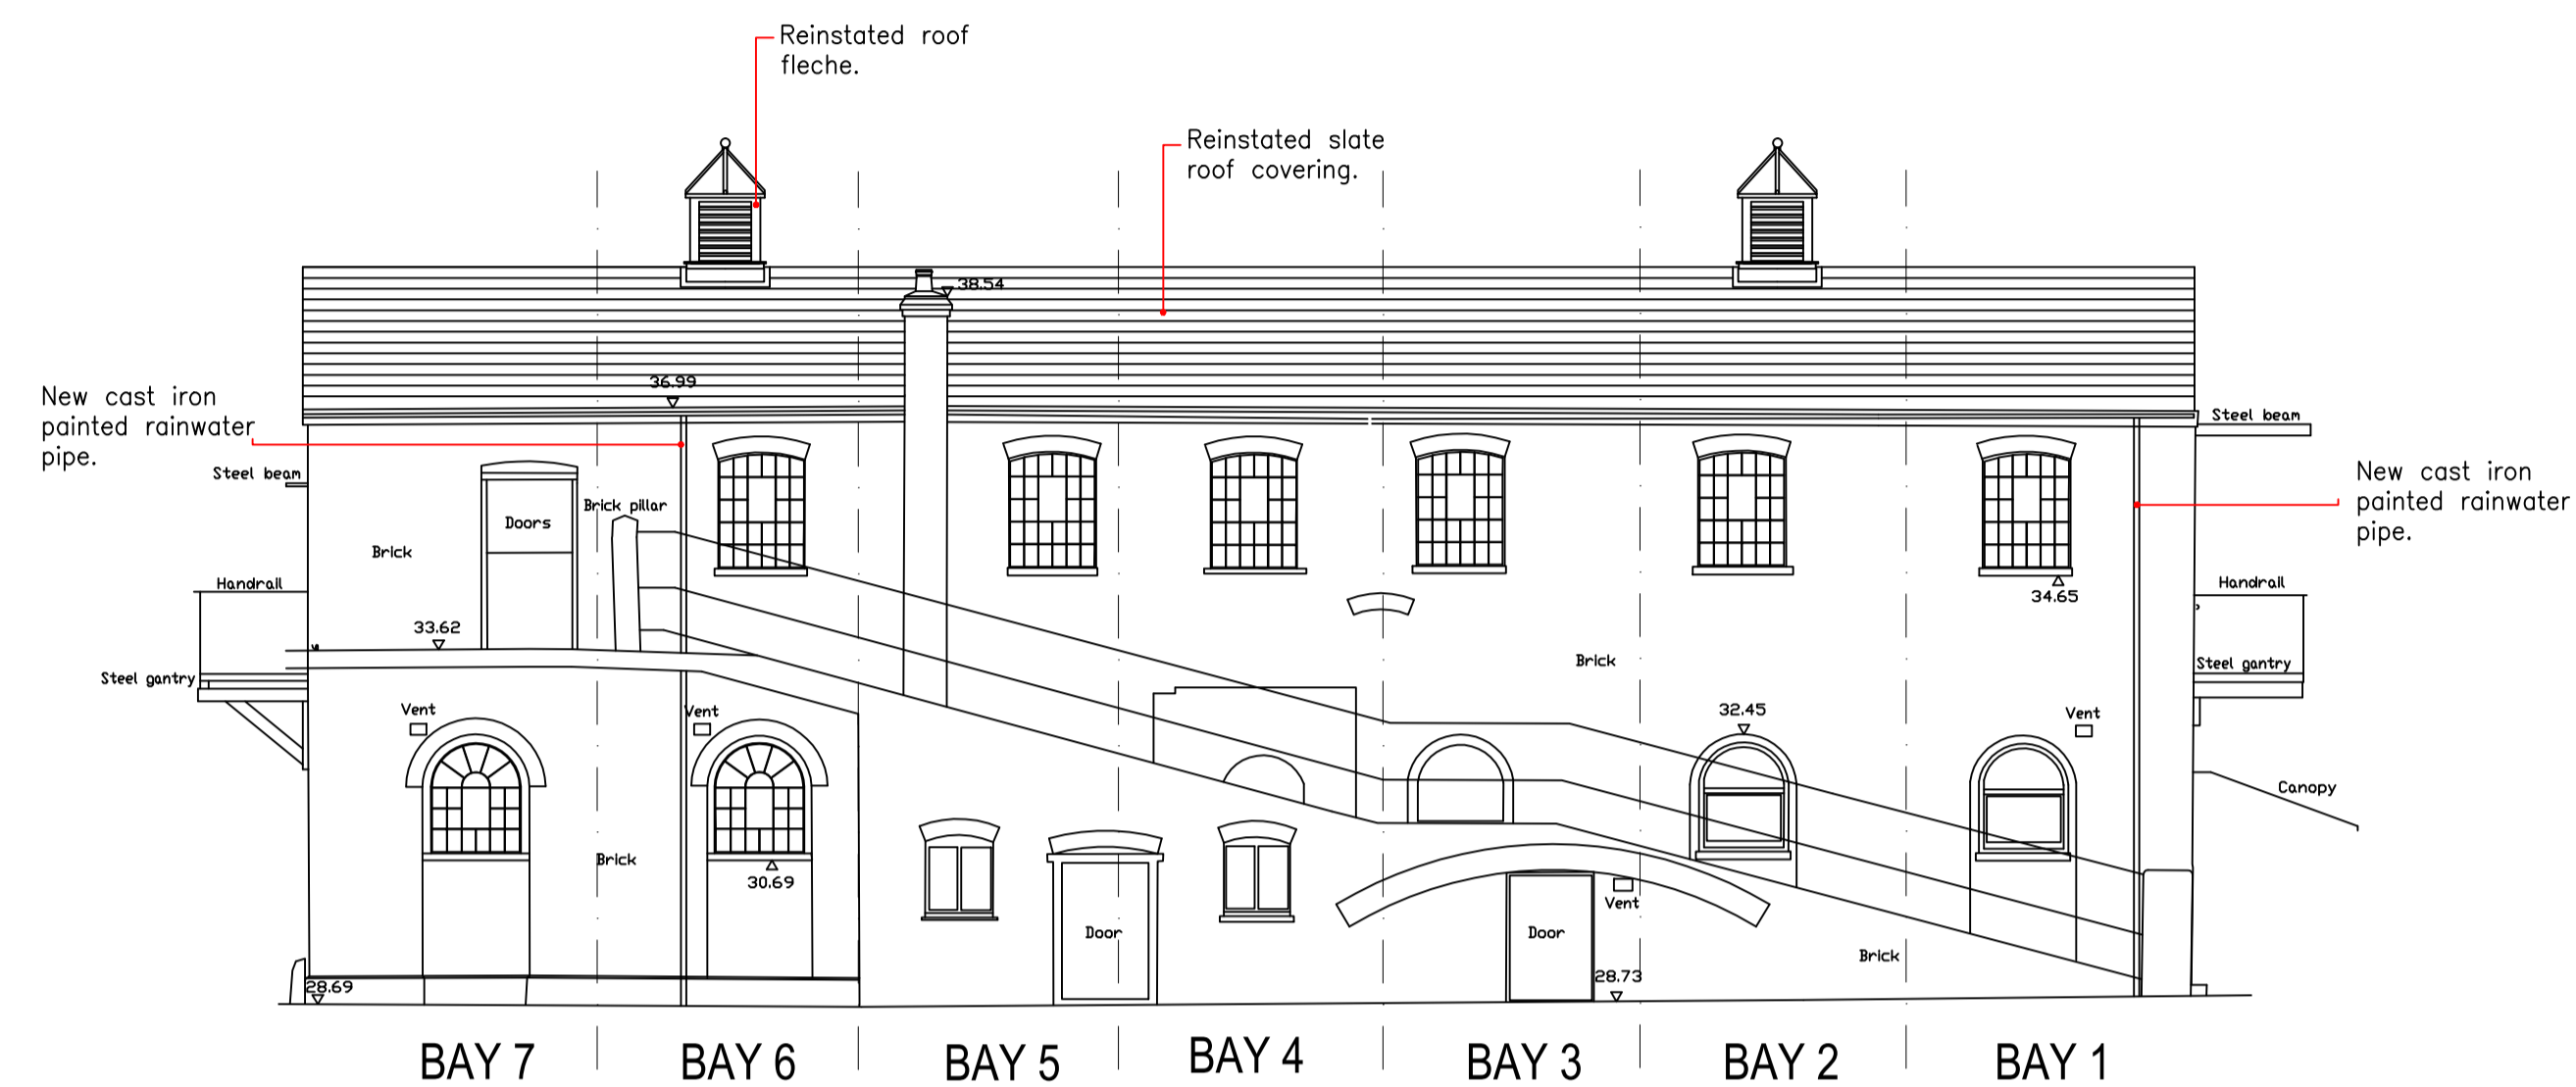 Reinstated roof
fleche.
Reinstated slate
roof covering.
38.54
36.99
New cast iron
painted rainwater
pipe.
Steel beam
Steel beam
New cast iron
painted rainwater
pipe.
Doors
Brick pillar
Brick
Handrail
Handrail
34.65
33.62
Brick
Steel gantry
Steel gantry
Vent
Vent
32.45
Vent
Canopy
Brick
30.69
Vent
Door
Door
Brick
28.69
28.73
BAY 7
BAY 6
BAY 5
BAY 4
BAY 3
BAY 2
BAY 1